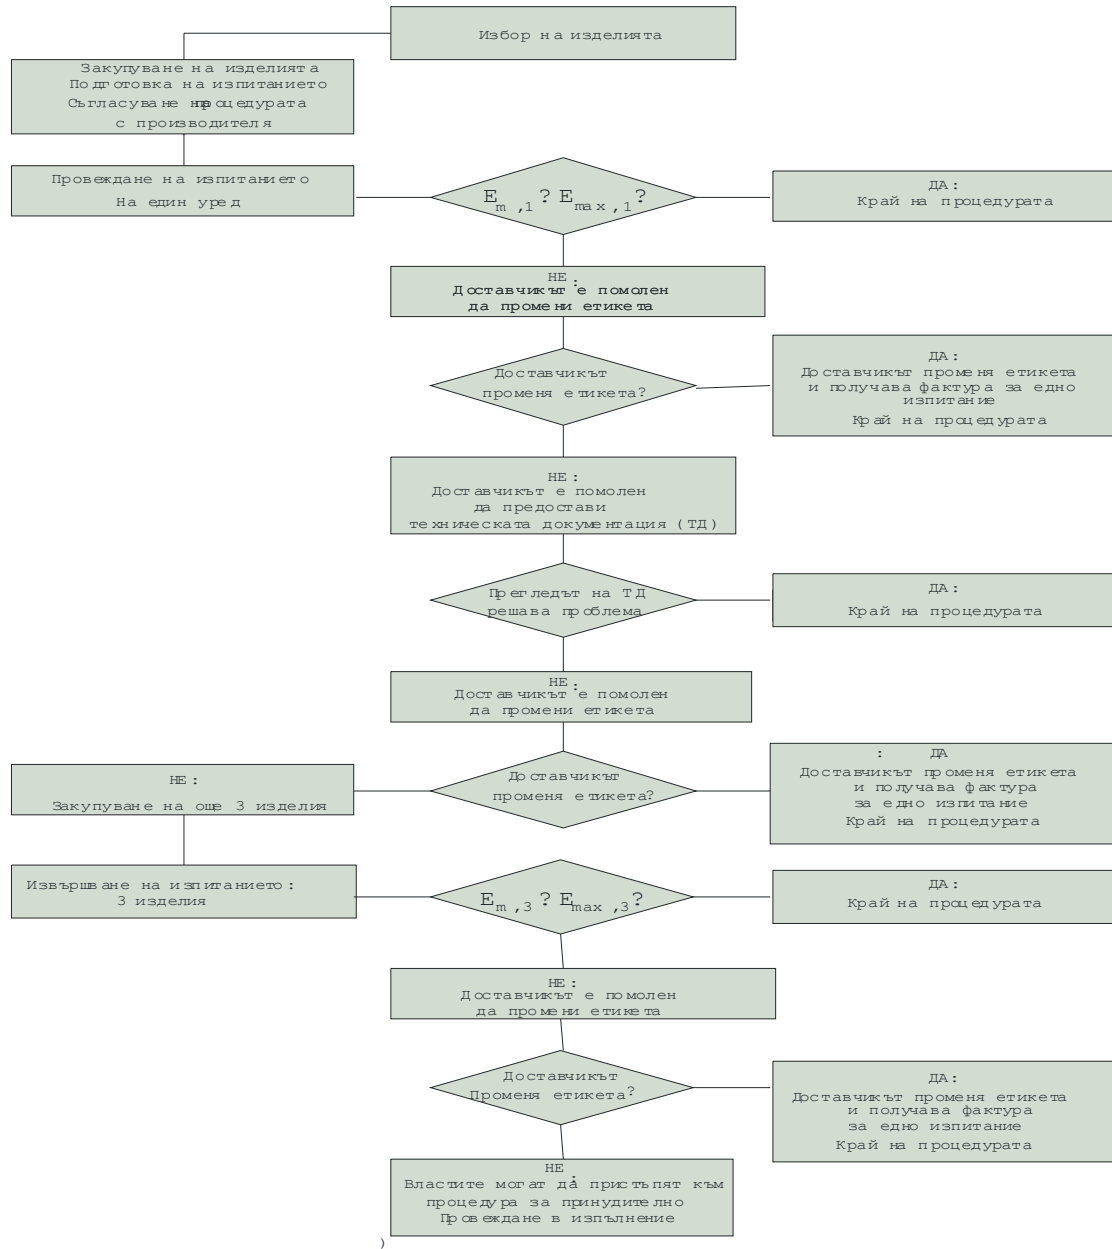 Избор на изделията
Закупуване на изделията
Подготовка на изпитанието
Съгласуване на процедурата
с производителя
Провеждане на изпитанието
На един уред
E m ,1 ? E max ,1 ?
ДА:
Край на процедурата
НЕ:
Доставчикът е помолен
да промени етикета
Доставчикът
променя етикета?
ДА:
Доставчикът променя етикета
и получава фактура за едно
изпитание
Край на процедурата
НЕ:
Доставчикът е помолен
да предостави
техническата документация (ТД)
Прегледът на ТД
решава проблема
ДА:
Край на процедурата
НЕ:
Доставчикът е помолен
да промени етикета
Доставчикът
променя етикета?
: ДА
Доставчикът променя етикета
и получава фактура
за едно изпитание
Край на процедурата
НЕ:
Закупуване на още 3 изделия
Извършване на изпитанието:
3 изделия
E m ,3 ? E max ,3 ?
ДА:
Край на процедурата
НЕ:
Доставчикът е помолен
да промени етикета
Доставчикът
Променя етикета?
ДА:
Доставчикът променя етикета
и получава фактура
за едно изпитание
Край на процедурата
НЕ:
Властите могат да пристъпят към
процедура за принудително
Провеждане в изпълнение
)